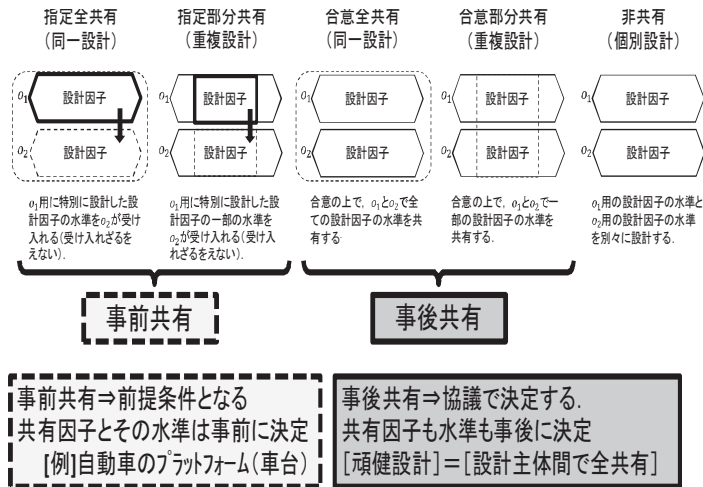 指定全共有
(同一設計)
指定部分共有
(重複設計)
合意全共有
(同一設計)
合意部分共有
(重複設計)
非共有
(個別設計)
o1
設計因子
o2
設計因子
o1
設計因子
o2
設計因子
o1
設計因子
o2
設計因子
o1
設計因子
o2
設計因子
o1
設計因子
o2
設計因子
o1用に特別に設計した設
計因子の水準をo2が受け
入れる(受け入れざるを
えない).
o1用に特別に設計した設
計因子の一部の水準を
o2が受け入れる(受け入
れざるをえない).
合意の上で, o1とo2で全
ての設計因子の水準を共
有する
合意の上で, o1とo2で一
部の設計因子の水準を
共有する.
o1用の設計因子の水準と
o2用の設計因子の水準
を別々に設計する.
事前共有
事後共有
事前共有⇒前提条件となる
共有因子とその水準は事前に決定
[例]自動車のプラットフォーム(車台)
事後共有⇒協議で決定する.
共有因子も水準も事後に決定
[頑健設計]=[設計主体間で全共有]